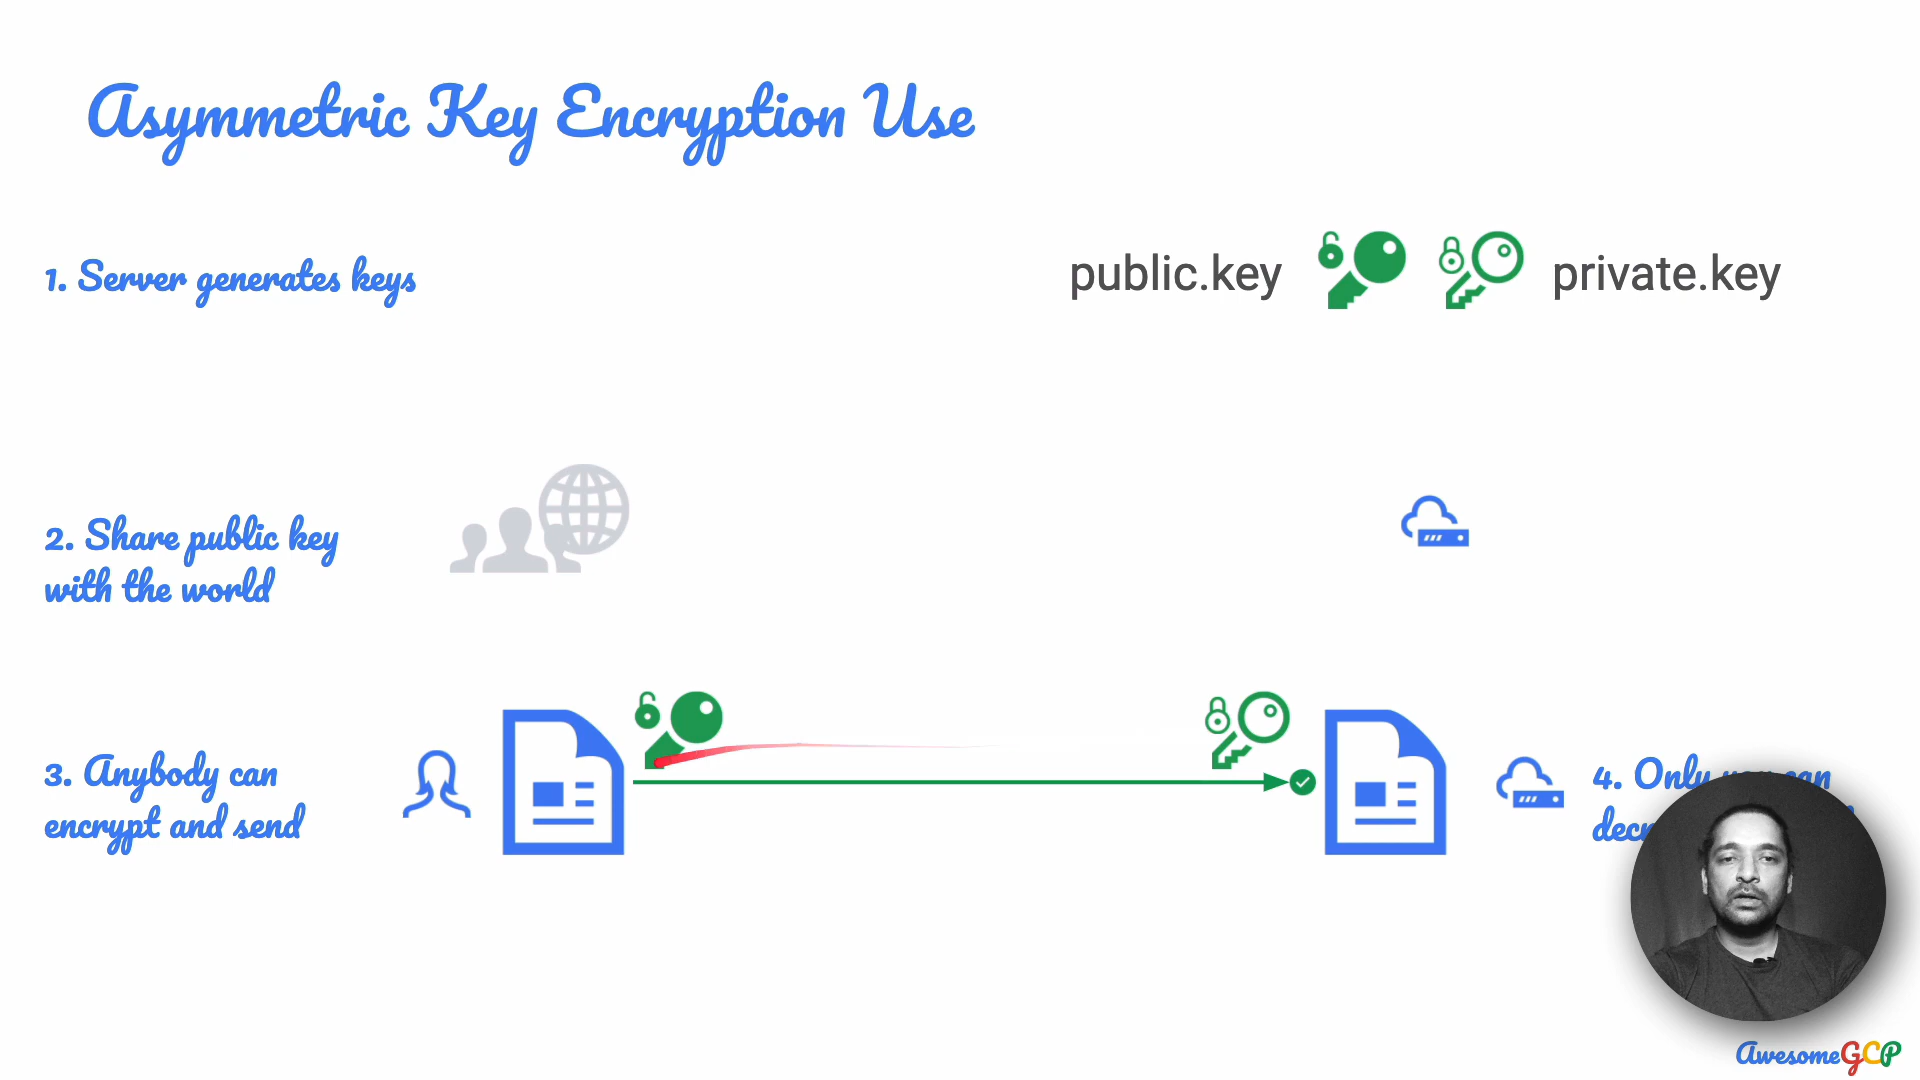 Asymmetric Key Encryption Use
1. Server generates keys
public.key
private.key
2. Share public key
with the world
3. Anybody can
encrypt and send
4. Only can
AwesomeGCP